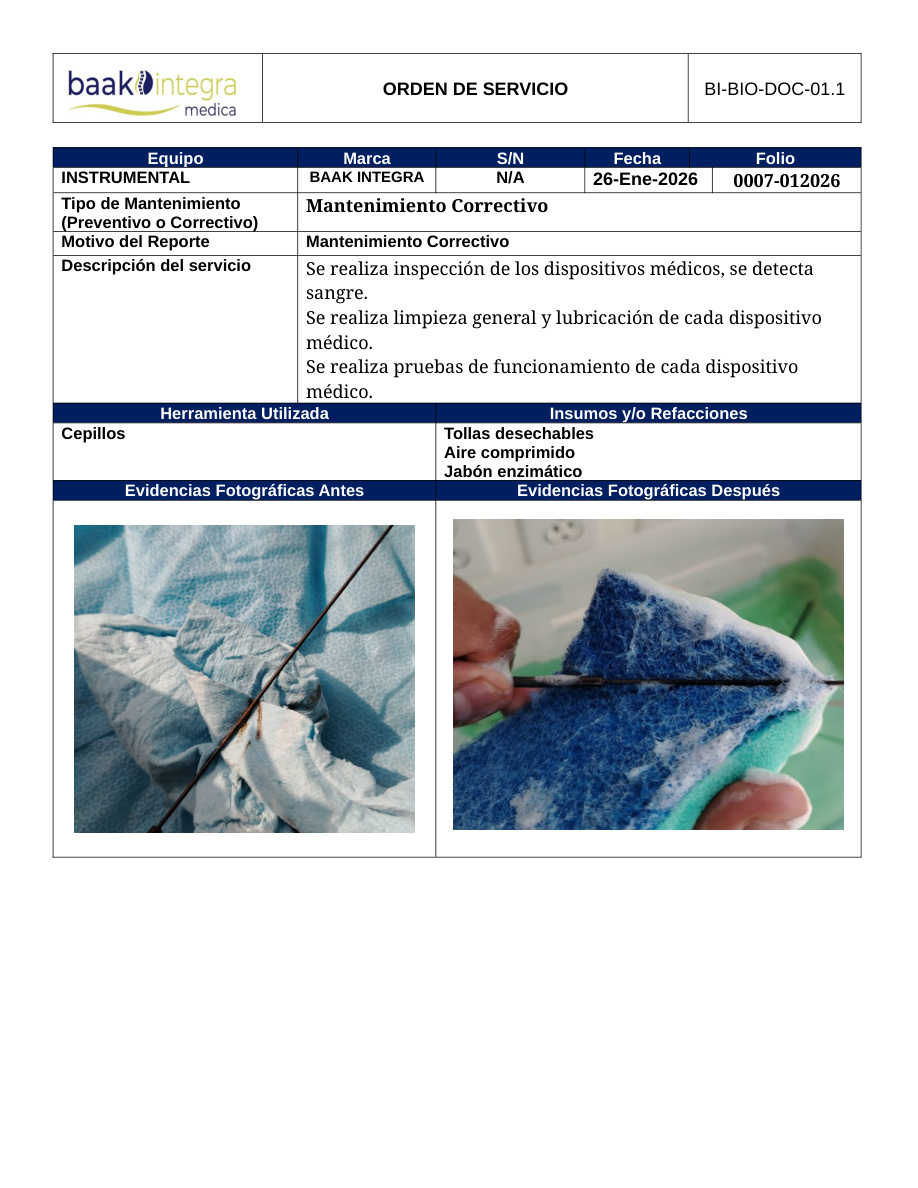 baak integra
medica
ORDEN DE SERVICIO
BI-BIO-DOC-01.1
Equipo Marca S/N Fecha Folio
INSTRUMENTAL BAAK INTEGRA N/A 26-Ene-2026 0007-012026
Tipo de Mantenimiento
(Preventivo o Correctivo)
Mantenimiento Correctivo
Motivo del Reporte Mantenimiento Correctivo
Descripción del servicio
Se realiza inspección de los dispositivos médicos, se detecta
sangre.
Se realiza limpieza general y lubricación de cada dispositivo
médico.
Se realiza pruebas de funcionamiento de cada dispositivo
médico.
Herramienta Utilizada Insumos y/o Refacciones
Cepillos
Tollas desechables
Aire comprimido
Jabón enzimático
Evidencias Fotográficas Antes Evidencias Fotográficas Después